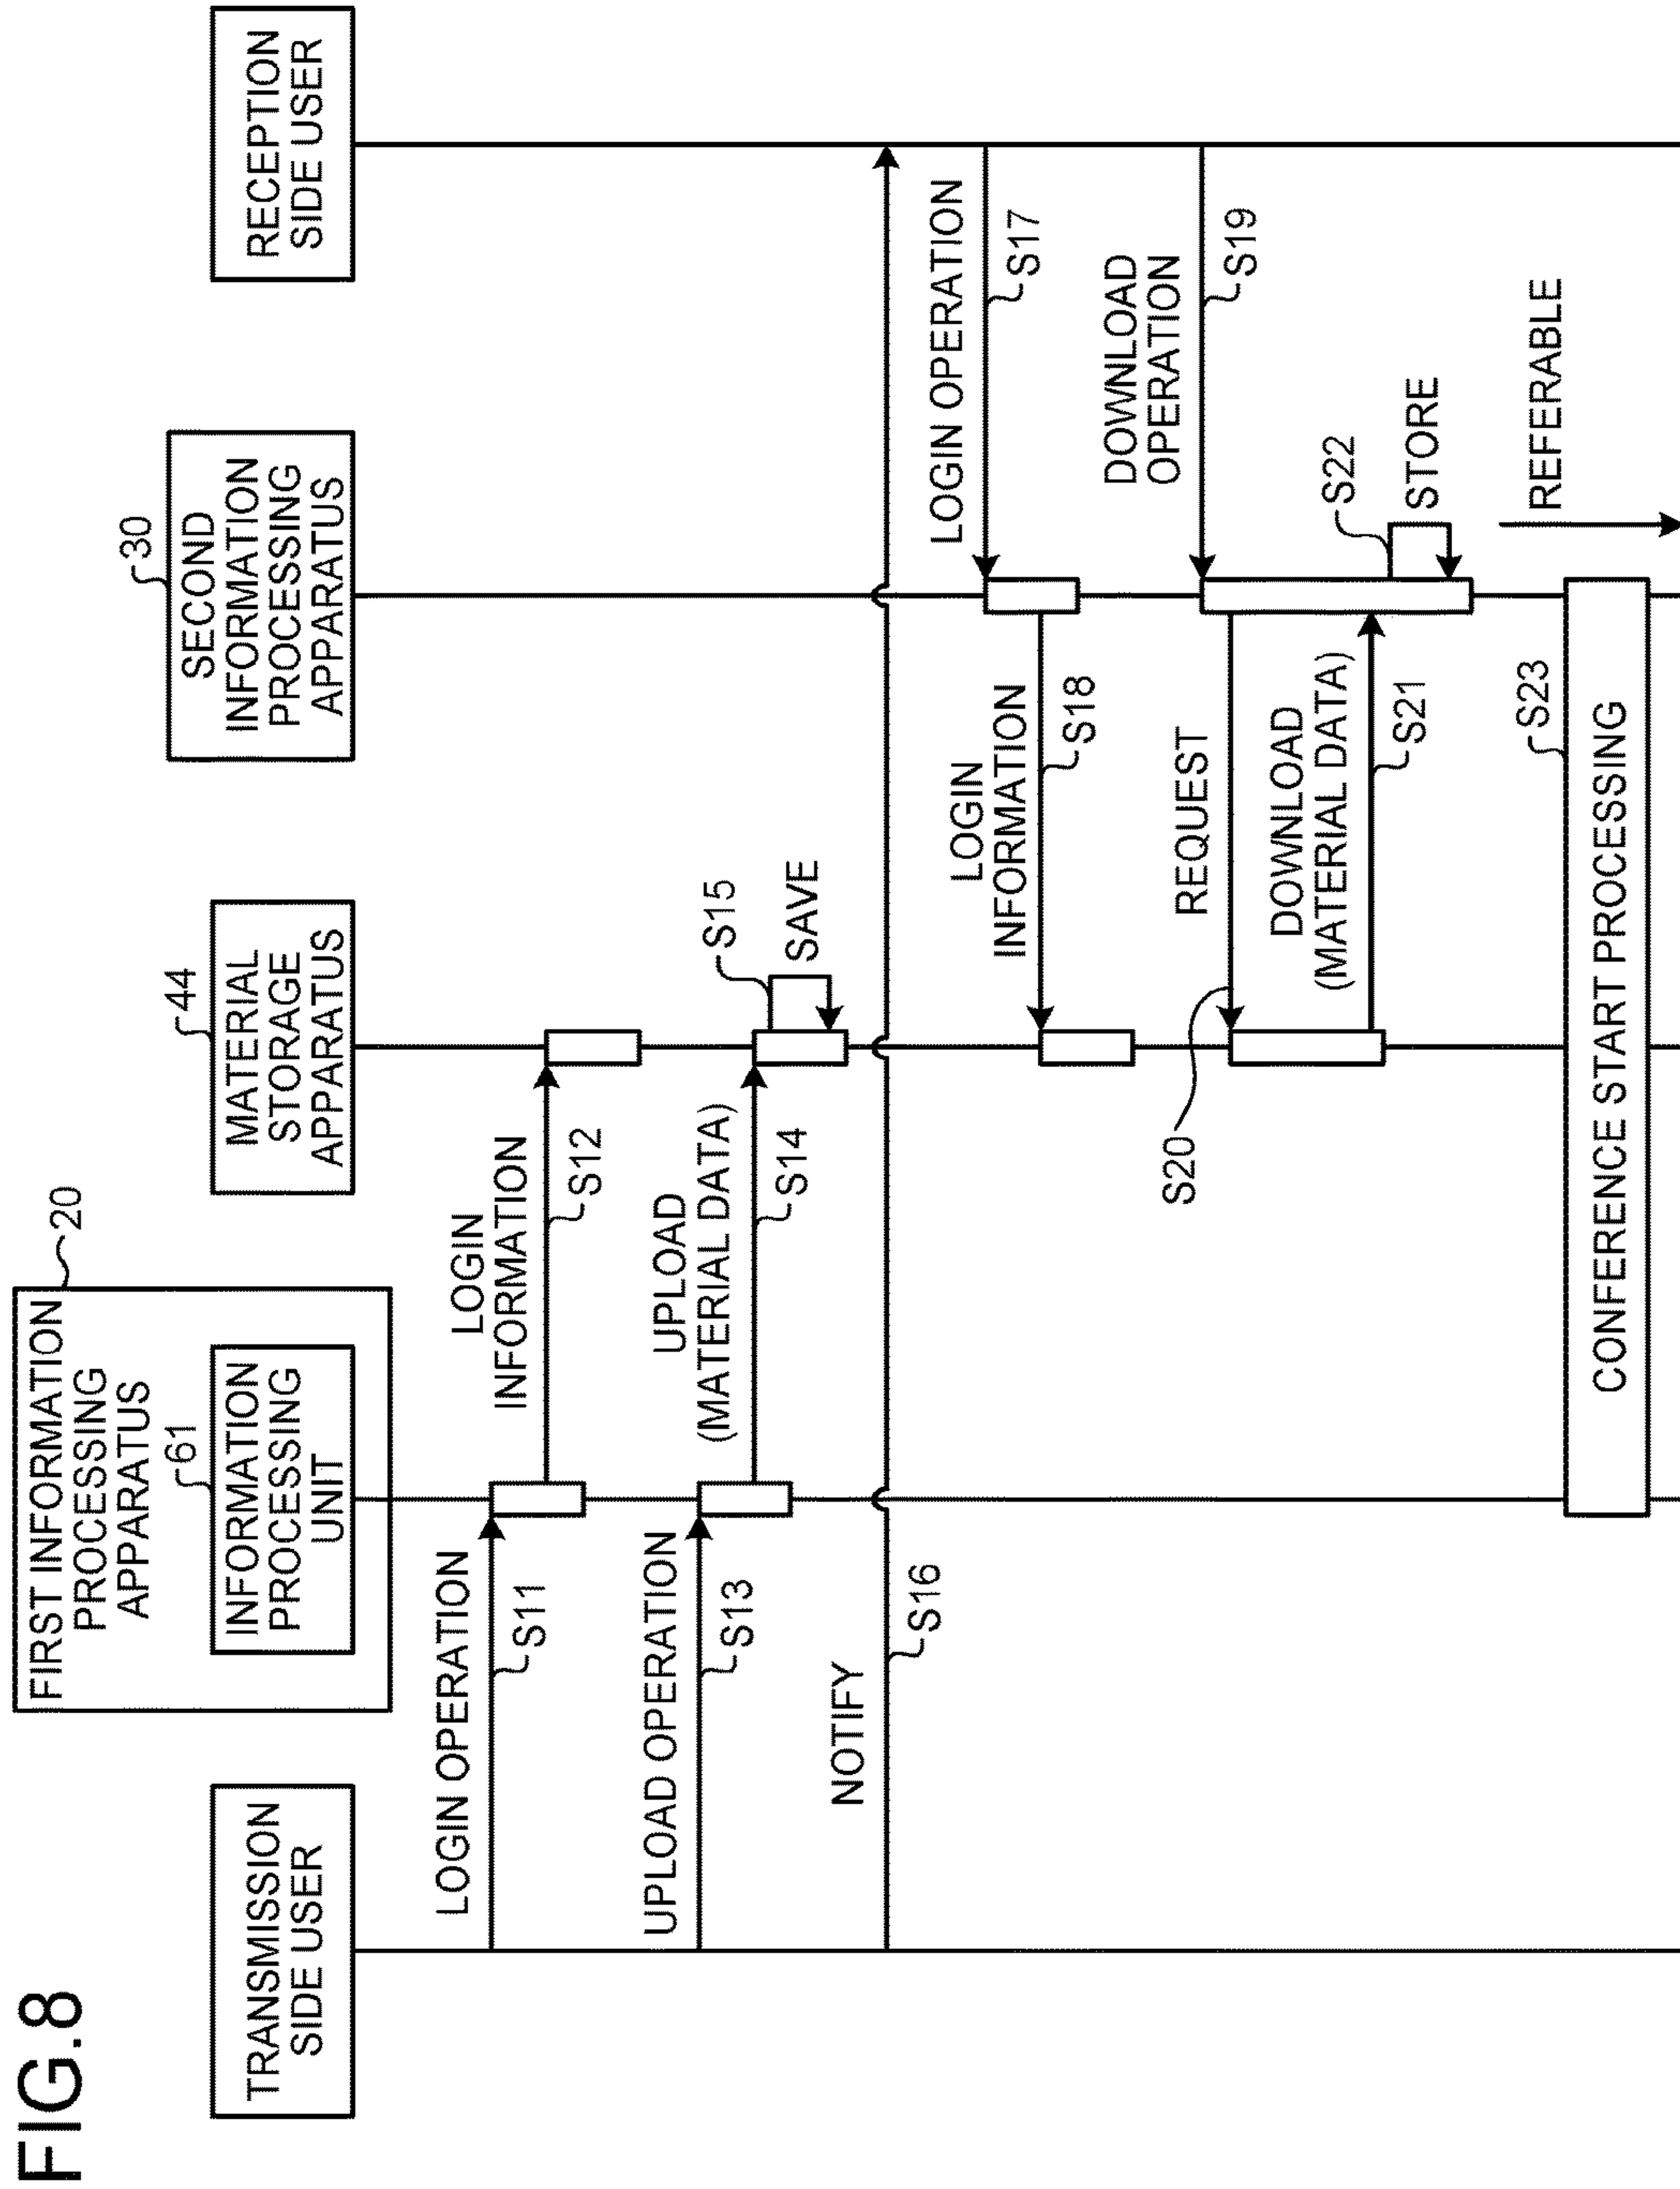 FIG.8
TRANSMISSION
SIDE USER
FIRST INFORMATION
PROCESSING
APPARATUS
20
61
INFORMATION
PROCESSING
UNIT
44
MATERIAL
STORAGE
APPARATUS
30
SECOND
INFORMATION
PROCESSING
APPARATUS
RECEPTION
SIDE USER
LOGIN OPERATION
S11
LOGIN
INFORMATION
S12
UPLOAD OPERATION
S13
UPLOAD
(MATERIAL DATA)
S14
S15
SAVE
NOTIFY
S16
LOGIN OPERATION
S17
LOGIN
INFORMATION
S18
DOWNLOAD
OPERATION
S19
REQUEST
S20
DOWNLOAD
(MATERIAL DATA)
S21
S22
STORE
REFERABLE
S23
CONFERENCE START PROCESSING